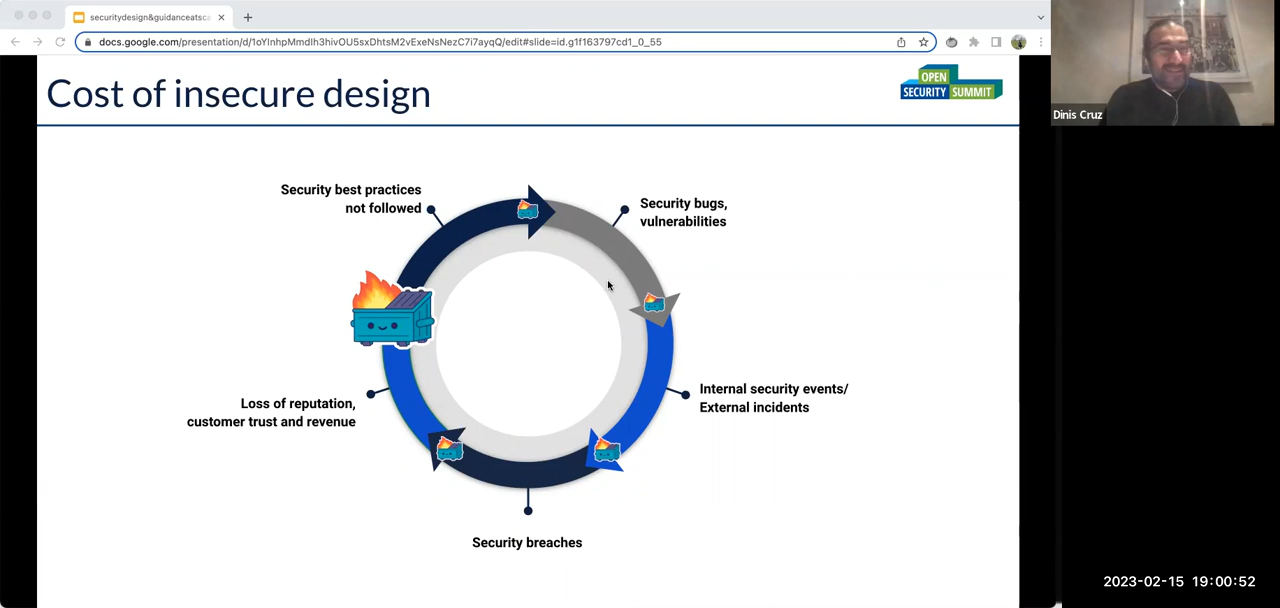 securitydesign&guidanceatsca
docs.google.com/presentation/d/1oYlnhpMmdIh3hivOU5sxDhtsM2vExeNsNezC7i7ayqQ/edit#slide=id.g1f163797cd1_0_55
Cost of insecure design
OPEN
SECURITY SUMMIT
Dinis Cruz
Security best practices
not followed
Security bugs,
vulnerabilities
Internal security events/
External incidents
Loss of reputation,
customer trust and revenue
Security breaches
2023-02-15 19:00:52